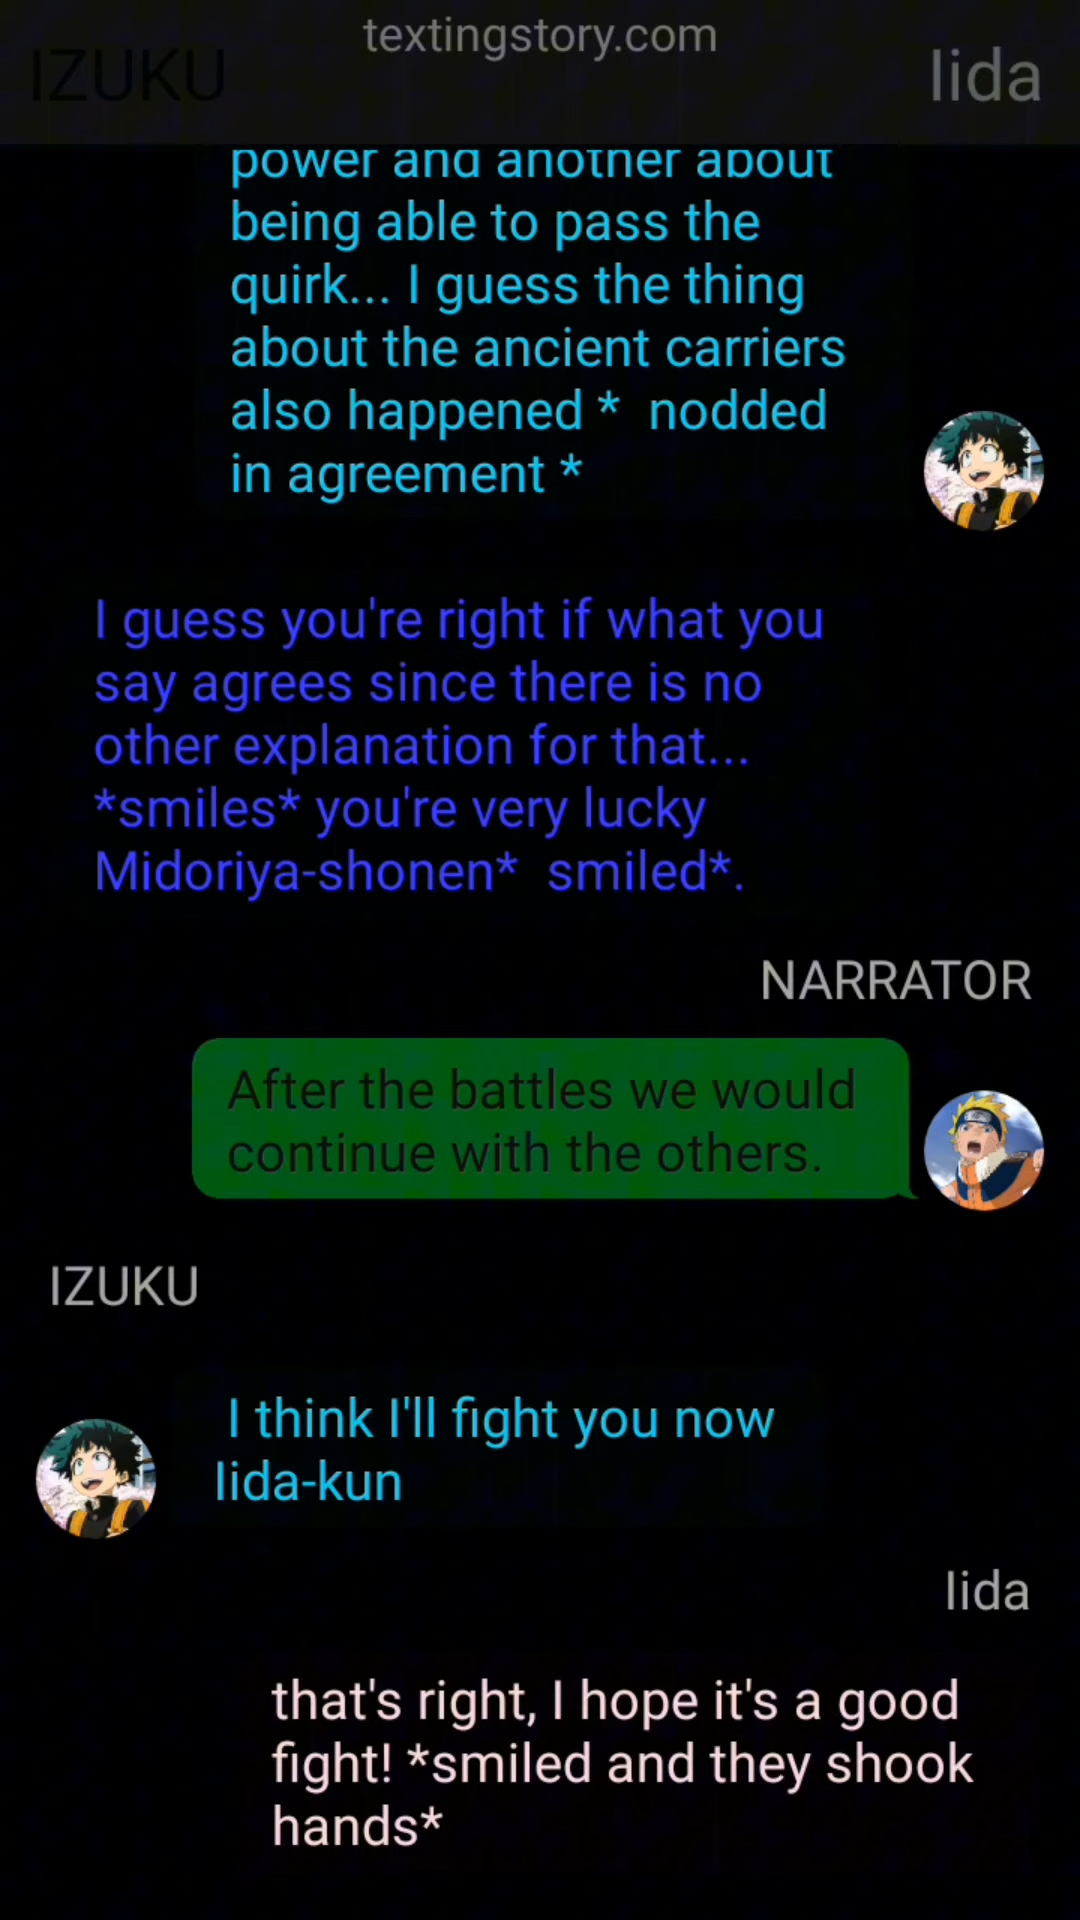 textingstory.com
IZUKU
Iida
power and another about
being able to pass the
quirk... I guess the thing
about the ancient carriers
also happened *  nodded
in agreement *
I guess you're right if what you
say agrees since there is no
other explanation for that...
*smiles* you're very lucky
Midoriya-shonen*  smiled*.
NARRATOR
After the battles we would
continue with the others.
IZUKU
I think I'll fight you now
Iida-kun
Iida
that's right, I hope it's a good
fight! *smiled and they shook
hands*